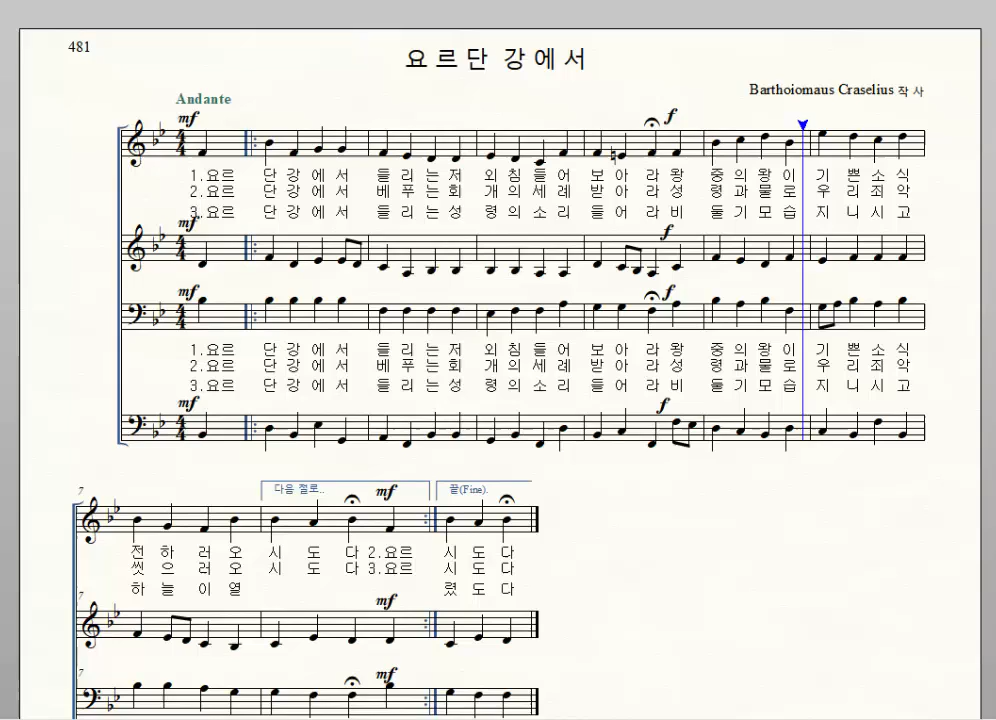 481
요르단 강에서
Barthoiomaus Craselius 작 사
Andante
mf
f
1.요르 단 강 에 서 들 리 는 저 외 침 들 어 보 아 라 왕 중 의 왕 이 기 쁜 소 식
2.요르 단 강 에 서 베 푸 는 회 개 의 세 례 받 아 라 성 령 과 물 로 우 리 죄 악
3.요르 단 강 에 서 들 리 는 성 령 의 소 리 들 어 라 비 둘 기 모 습 지 니 시 고
mf
f
mf
f
1.요르 단 강 에 서 들 리 는 저 외 침 들 어 보 아 라 왕 중 의 왕 이 기 쁜 소 식
2.요르 단 강 에 서 베 푸 는 회 개 의 세 례 받 아 라 성 령 과 물 로 우 리 죄 악
3.요르 단 강 에 서 들 리 는 성 령 의 소 리 들 어 라 비 둘 기 모 습 지 니 시 고
mf
f
7
다음 절로..
mf
끝(Fine).
전 하 러 오 시 도 다 2.요르 시 도 다
씻 으 러 오 시 도 다 3.요르 시 도 다
하 늘 이 열 렸 도 다
7
mf
7
mf